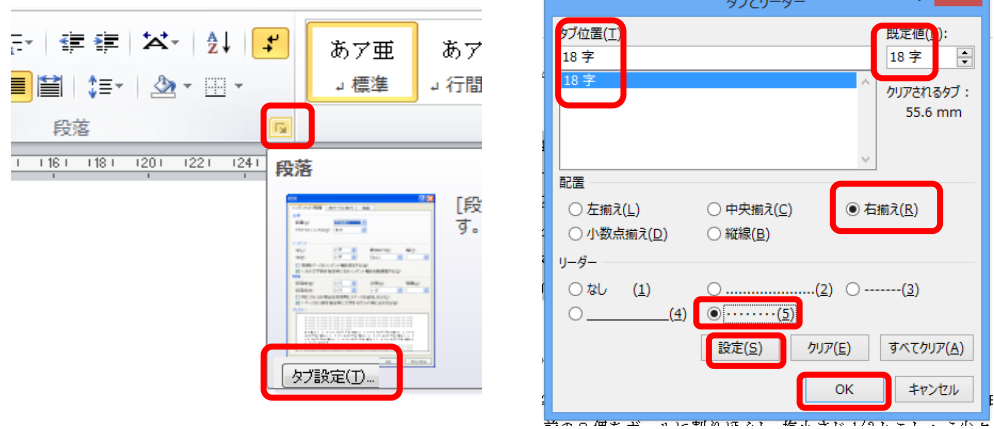 あア亜
あア
↲ 標準
↲ 行間
段落
16 18 20 22 24
段落
[段
す。
タブ設定(T)...
タブとリーダー
タブ位置(T)
既定値(F):
18 字
18 字
18 字
クリアされるタブ:
55.6 mm
配置
左揃え(L)
中央揃え(C)
右揃え(R)
小数点揃え(D)
縦線(B)
リーダー
なし (1)
......................(2)
-------(3)
____________(4)
········(5)
設定(S)
クリア(E)
すべてクリア(A)
OK
キャンセル